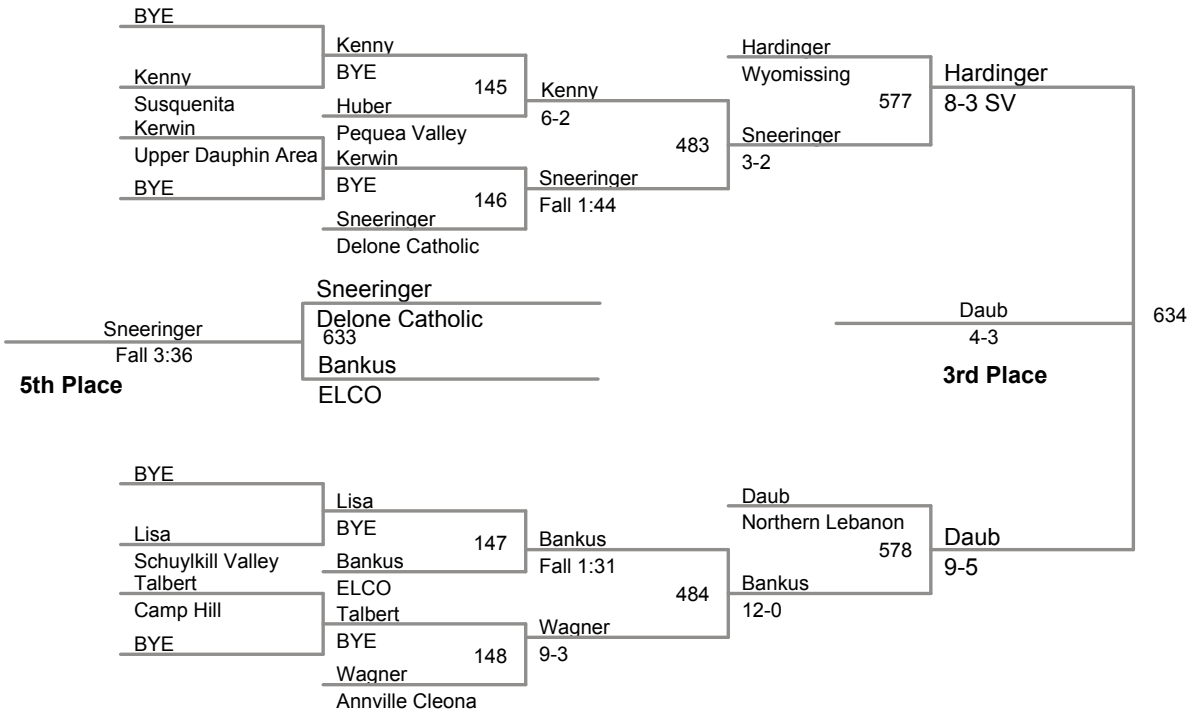 BYE
Kenny
Susquenita
Kerwin
Upper Dauphin Area
BYE
Kenny
BYE
145
Huber
Pequea Valley
Kerwin
BYE
146
Sneeringer
Delone Catholic
Kenny
6-2
483
Sneeringer
Fall 1:44
Hardinger
Wyomissing
577
Sneeringer
3-2
Hardinger
8-3 SV
Sneeringer
Delone Catholic
633
Bankus
ELCO
Sneeringer
Fall 3:36
5th Place
Daub
4-3
634
3rd Place
BYE
Lisa
Schuylkill Valley
Talbert
Camp Hill
BYE
Lisa
BYE
147
Bankus
ELCO
Talbert
BYE
148
Wagner
Annville Cleona
Bankus
Fall 1:31
484
Wagner
9-3
Daub
Northern Lebanon
578
Bankus
12-0
Daub
9-5